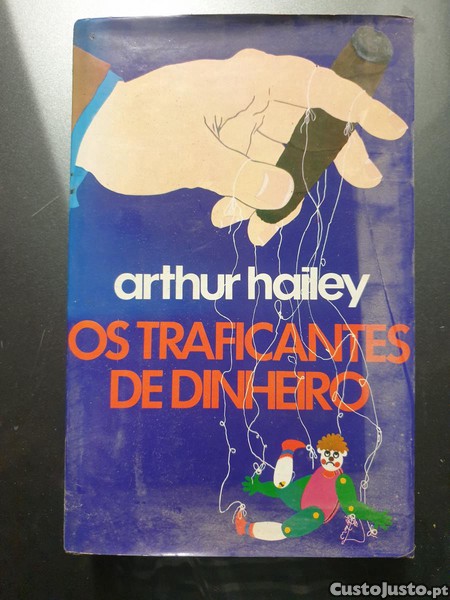 arthur hailey
OS TRAFICANTES
DE DINHEIRO
CustoJusto.pt